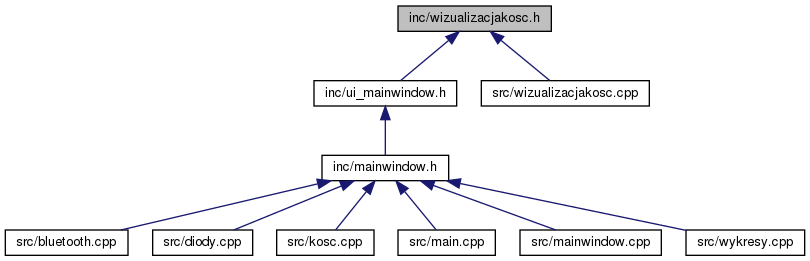 inc/wizualizacjakosc.h
inc/ui_mainwindow.h
src/wizualizacjakosc.cpp
inc/mainwindow.h
src/bluetooth.cpp
src/diody.cpp
src/kosc.cpp
src/main.cpp
src/mainwindow.cpp
src/wykresy.cpp